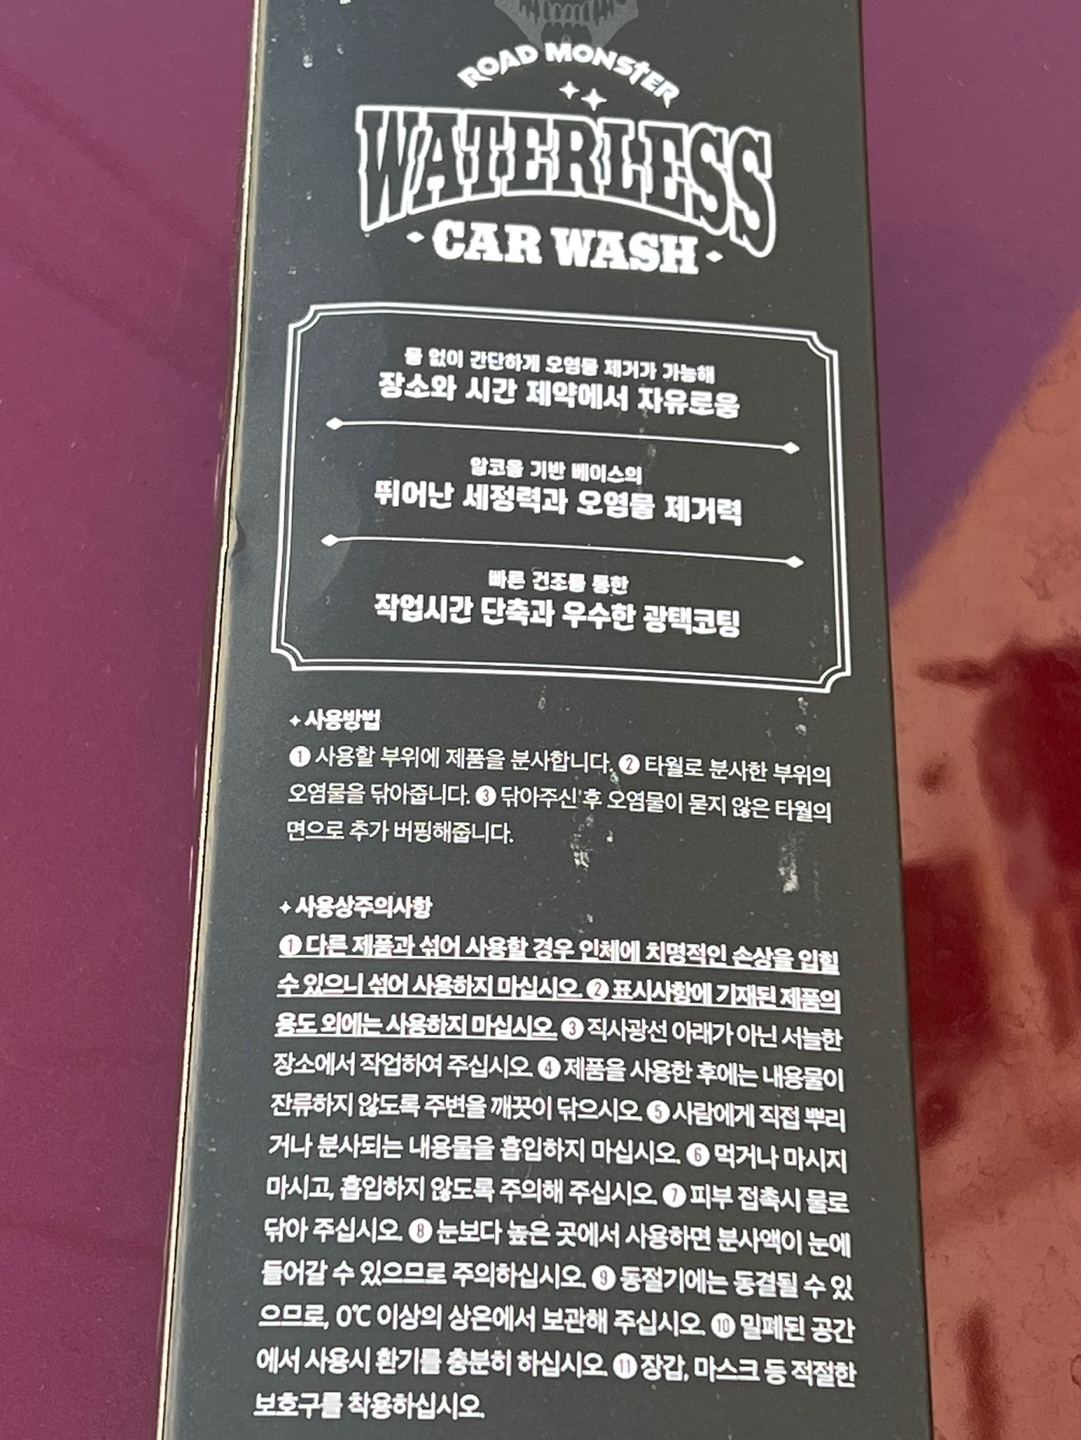 ROAD MONSTER
WATERLESS
CAR WASH
물 없이 간단하게 오염물 제거가 가능해
장소와 시간 제약에서 자유로움
알코올 기반 베이스의
뛰어난 세정력과 오염물 제거력
빠른 건조를 통한
작업시간 단축과 우수한 광택코팅
사용방법
❶ 사용할 부위에 제품을 분사합니다. ❷ 타월로 분사한 부위의
오염물을 닦아줍니다. ❸ 닦아주신 후 오염물이 묻지 않은 타월의
면으로 추가 버핑해줍니다.
사용상주의사항
❶ 다른 제품과 섞어 사용할 경우 인체에 치명적인 손상을 입힐
수 있으니 섞어 사용하지 마십시오. ❷ 표시사항에 기재된 제품의
용도 외에는 사용하지 마십시오. ❸ 직사광선 아래가 아닌 서늘한
장소에서 작업하여 주십시오. ❹ 제품을 사용한 후에는 내용물이
잔류하지 않도록 주변을 깨끗이 닦으시오. ❺ 사람에게 직접 뿌리
거나 분사되는 내용물을 흡입하지 마십시오. ❻ 먹거나 마시지
마시고, 흡입하지 않도록 주의해 주십시오. ❼ 피부 접촉시 물로
닦아 주십시오. ❽ 눈보다 높은 곳에서 사용하면 분사액이 눈에
들어갈 수 있으므로 주의하십시오. ❾ 동절기에는 동결될 수 있
으므로, 0℃ 이상의 상온에서 보관해 주십시오. ❿ 밀폐된 공간
에서 사용시 환기를 충분히 하십시오. ⓫ 장갑, 마스크 등 적절한
보호구를 착용하십시오.